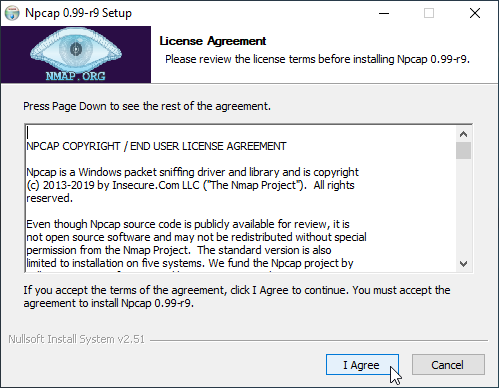 Npcap 0.99-r9 Setup
License Agreement
Please review the license terms before installing Npcap 0.99-r9.
NMAP.ORG
Press Page Down to see the rest of the agreement.
NPCAP COPYRIGHT / END USER LICENSE AGREEMENT
Npcap is a Windows packet sniffing driver and library and is copyright
(c) 2013-2019 by Insecure.Com LLC ("The Nmap Project").  All rights
reserved.
Even though Npcap source code is publicly available for review, it is
not open source software and may not be redistributed without special
permission from the Nmap Project.  The standard version is also
limited to installation on five systems. We fund the Npcap project by
If you accept the terms of the agreement, click I Agree to continue. You must accept the
agreement to install Npcap 0.99-r9.
Nullsoft Install System v2.51
I Agree
Cancel